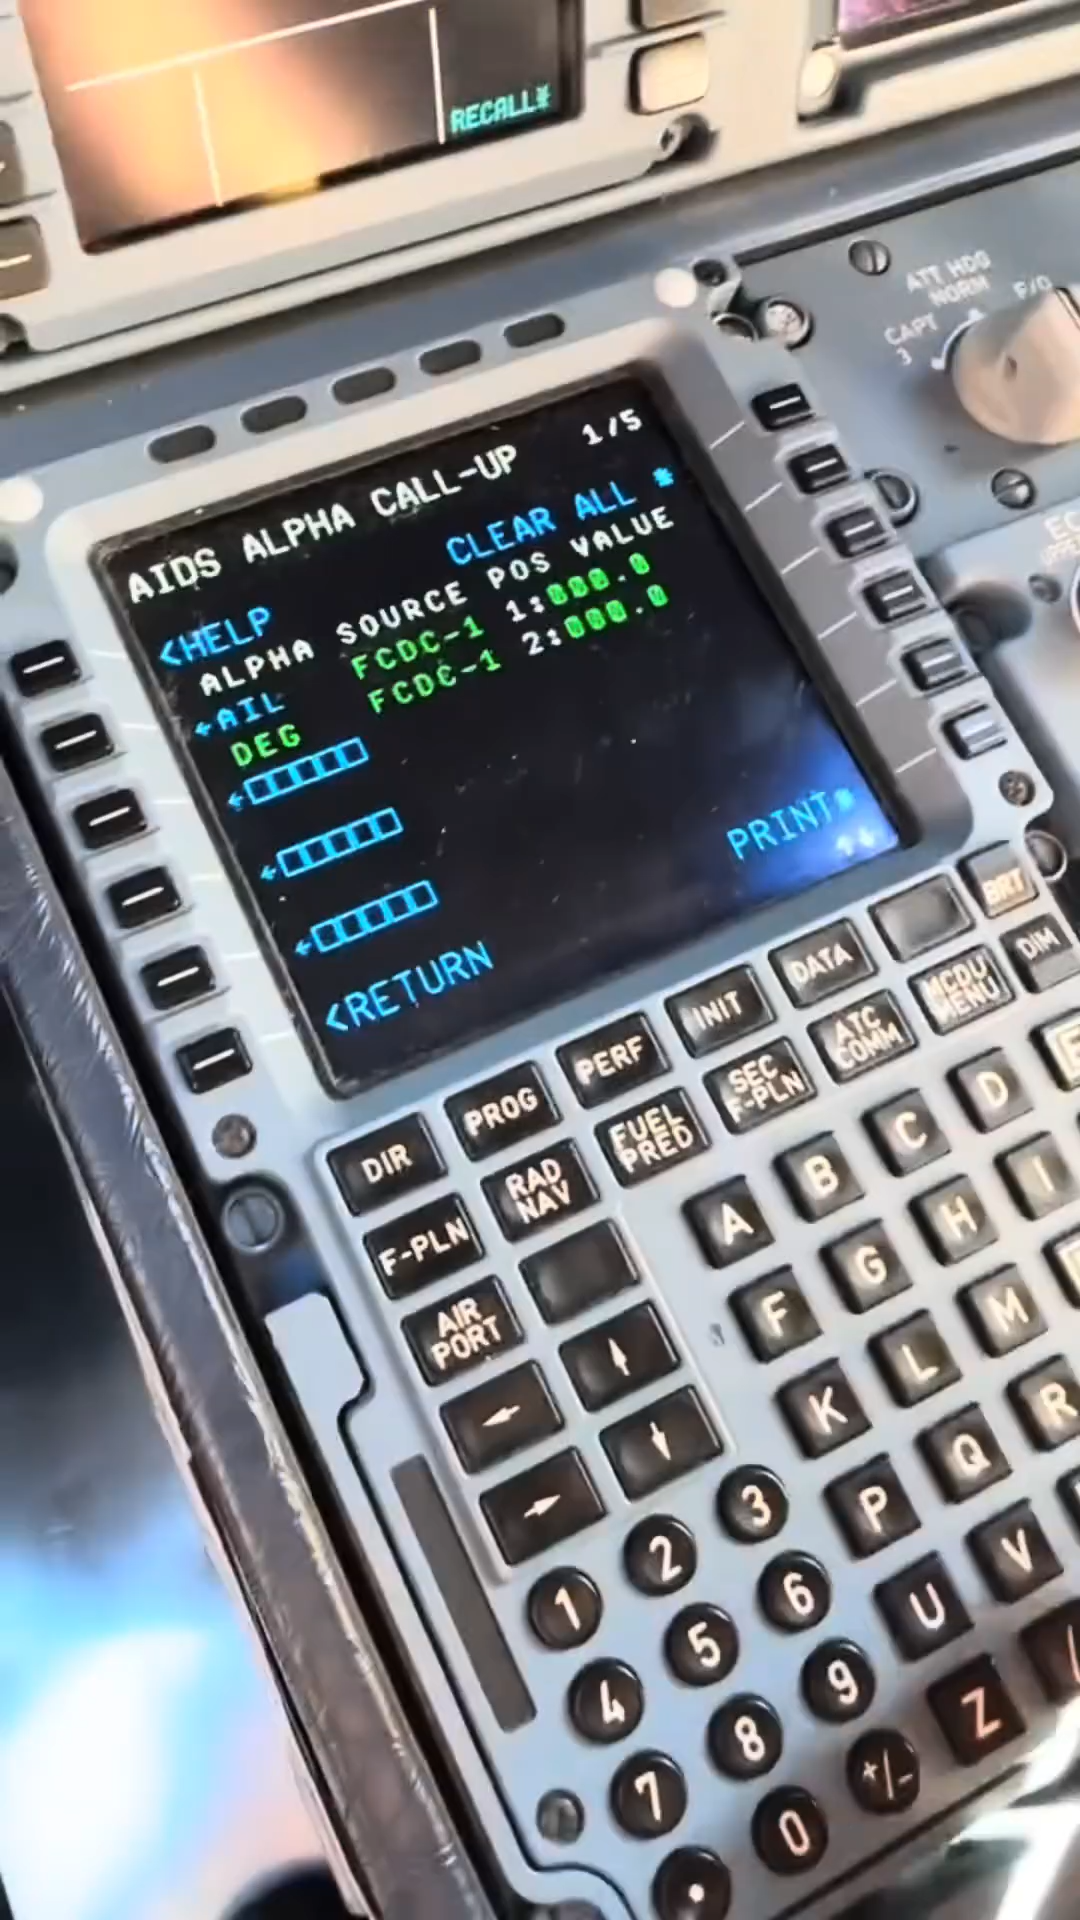 RECALL*
ATT HDG
NORM
CAPT
3
F/O
EC
AIDS ALPHA CALL-UP 1/5
CLEAR ALL *
<HELP
ALPHA SOURCE POS VALUE
←AIL FCDC-1 1:000.0
DEG FCDC-1 2:000.0
←□□□□□
←□□□□□
←□□□□□
PRINT*
<RETURN
↑↓
BRT
DIM
DIR PROG PERF INIT DATA
F-PLN RAD NAV FUEL PRED SEC F-PLN ATC COMM MCDU MENU
AIR PORT
← ↑
→ ↓
A B C D E
F G H I
K L M
P Q R
U V
Z /
1 2 3
4 5 6
7 8 9
. 0 +/-